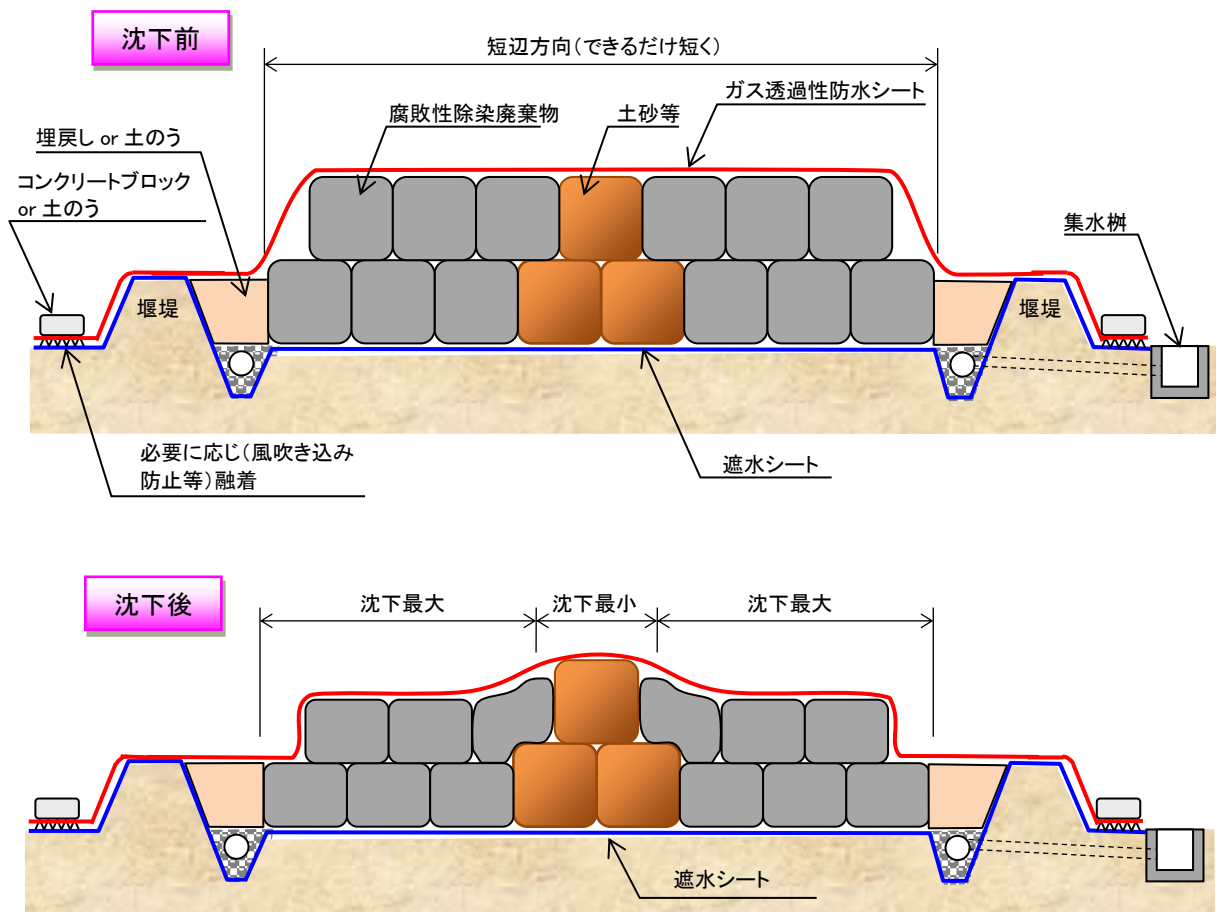 沈下前
短辺方向(できるだけ短く)
ガス透過性防水シート
腐敗性除染廃棄物
土砂等
埋戻し or 土のう
コンクリートブロック
or 土のう
集水桝
堰堤
堰堤
必要に応じ(風吹き込み
防止等)融着
遮水シート
沈下後
沈下最大
沈下最小
沈下最大
遮水シート